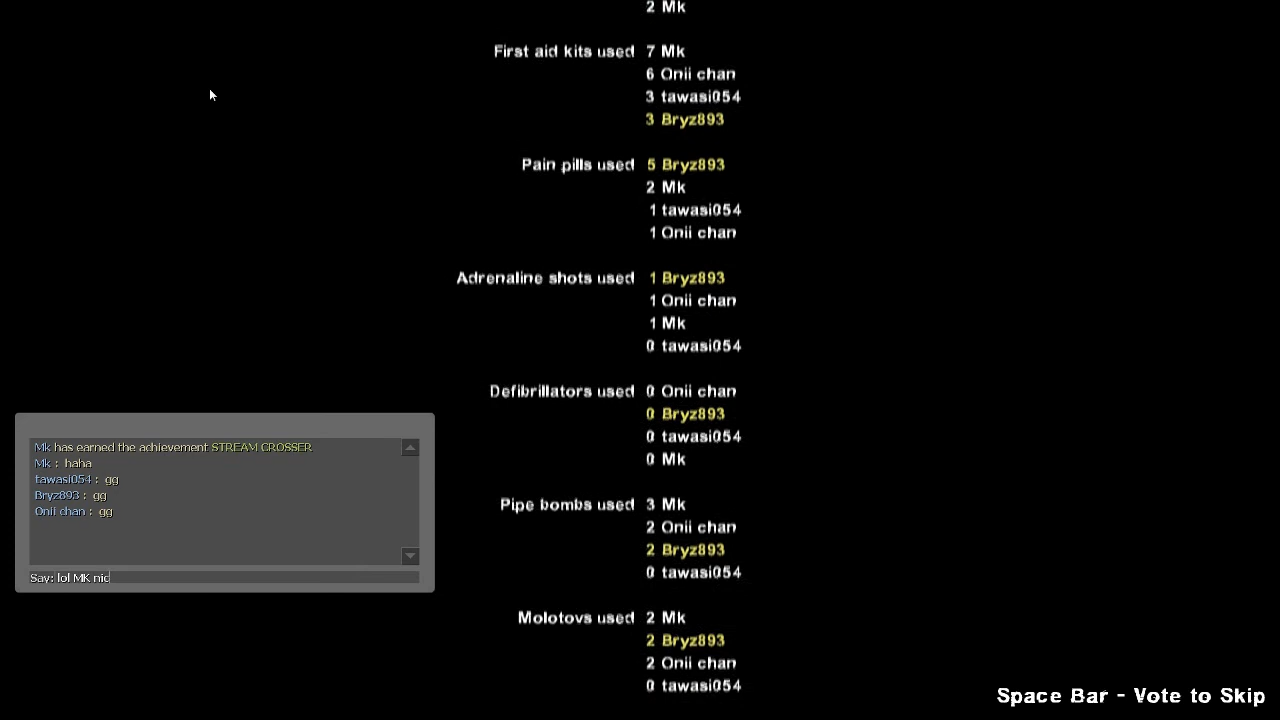 2 Mk
First aid kits used 7 Mk
6 Onii chan
3 tawasi054
3 Bryz893
Pain pills used 5 Bryz893
2 Mk
1 tawasi054
1 Onii chan
Adrenaline shots used 1 Bryz893
1 Onii chan
1 Mk
0 tawasi054
Defibrillators used 0 Onii chan
0 Bryz893
0 tawasi054
0 Mk
Pipe bombs used 3 Mk
2 Onii chan
2 Bryz893
0 tawasi054
Molotovs used 2 Mk
2 Bryz893
2 Onii chan
0 tawasi054
Mk has earned the achievement STREAM CROSSER
Mk : haha
tawasi054 : gg
Bryz893 : gg
Onii chan : gg
Say: lol MK nic
Space Bar - Vote to Skip